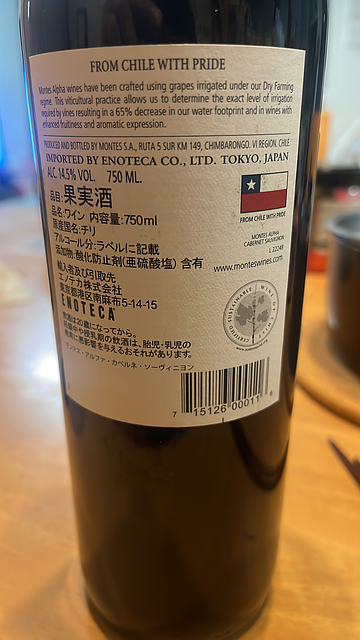 FROM CHILE WITH PRIDE
Montes Alpha wines have been crafted using grapes irrigated under our Dry Farming
regime. This viticultural practice allows us to determine the exact level of irrigation
required by vines resulting in a 65% decrease in our water footprint and in wines with
enhanced fruitiness and aromatic expression.
PRODUCED AND BOTTLED BY MONTES S.A., RUTA 5 SUR KM 149, CHIMBARONGO. VI REGION. CHILE.
IMPORTED BY ENOTECA CO., LTD. TOKYO, JAPAN
ALC. 14.5% VOL. 750 ML.
品目:果実酒
品名:ワイン 内容量:750ml
原産国名:チリ
アルコール分:ラベルに記載
添加物:酸化防止剤(亜硫酸塩) 含有
輸入者及び引取先
エノテカ株式会社
東京都港区南麻布5-14-15
ENOTECA
飲酒は20歳になってから。
妊娠中や授乳期の飲酒は、胎児・乳児の
発育に悪影響を与えるおそれがあります。
モンテス・アルファ・カベルネ・ソーヴィニヨン
FROM CHILE WITH PRIDE
MONTES ALPHA
CABERNET SAUVIGNON
L 22248
www.monteswines.com
CERTIFIED SUSTAINABLE WINE OF CHILE
7 15126 00011 8